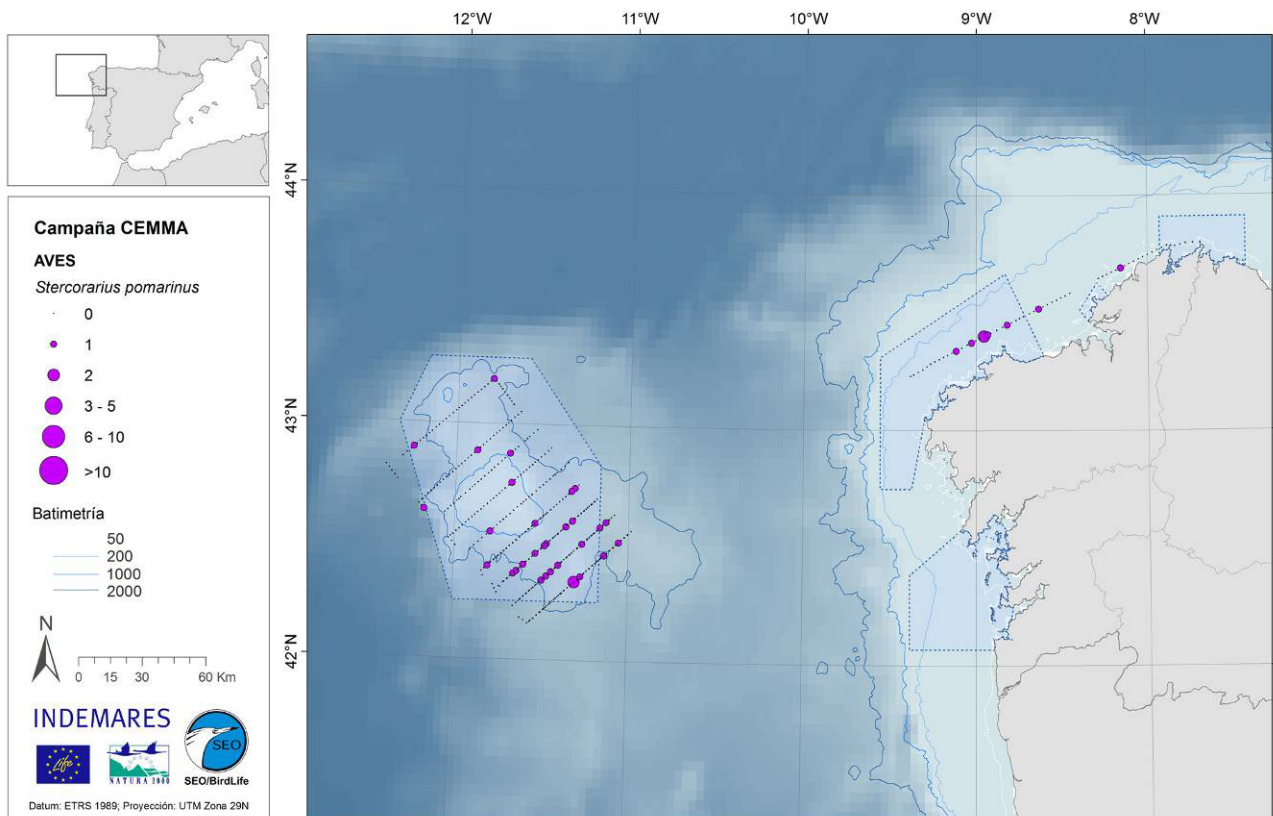 12°W 11°W 10°W 9°W 8°W
44°N
43°N
42°N
Campaña CEMMA
AVES
Stercorarius pomarinus
0
1
2
3 - 5
6 - 10
>10
Batimetría
50
200
1000
2000
N
0 15 30 60 Km
INDEMARES
Life
NATURA 2000
SEO
SEO/BirdLife
Datum: ETRS 1989; Proyección: UTM Zona 29N